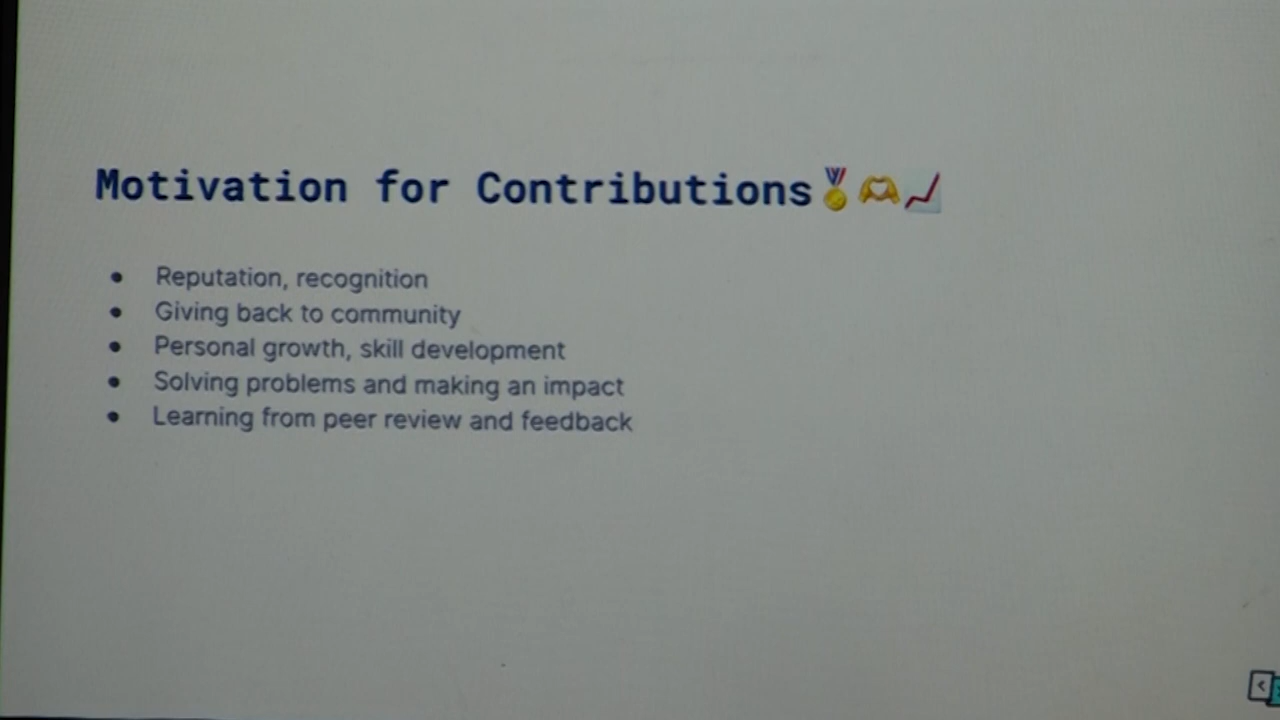 Motivation for Contributions🏅🫶📈
• Reputation, recognition
• Giving back to community
• Personal growth, skill development
• Solving problems and making an impact
• Learning from peer review and feedback